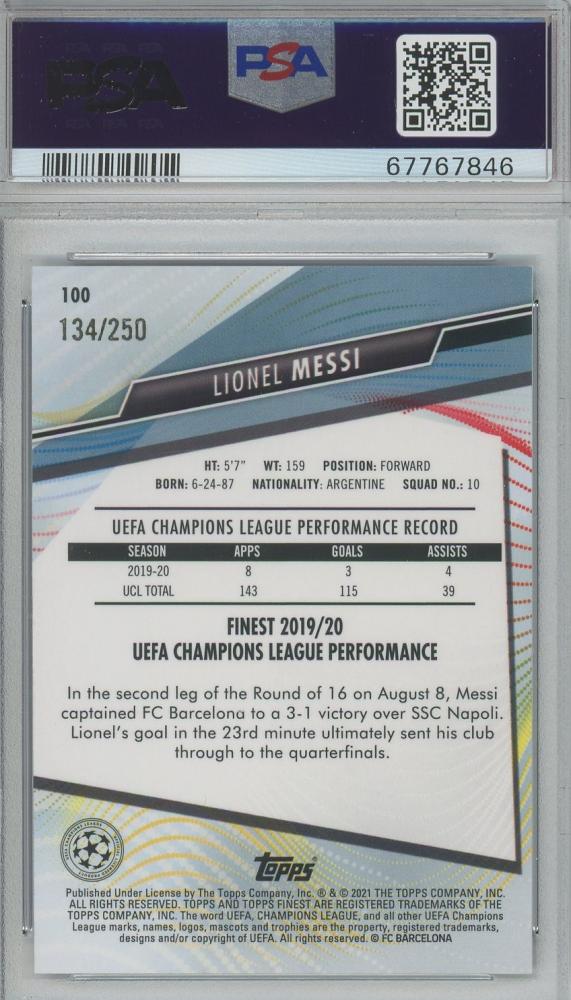 PSA
PSA
67767846
100
134/250
LIONEL MESSI
HT: 5'7" WT: 159 POSITION: FORWARD
BORN: 6-24-87 NATIONALITY: ARGENTINE SQUAD NO.: 10
UEFA CHAMPIONS LEAGUE PERFORMANCE RECORD
SEASON APPS GOALS ASSISTS
2019-20 8 3 4
UCL TOTAL 143 115 39
FINEST 2019/20
UEFA CHAMPIONS LEAGUE PERFORMANCE
In the second leg of the Round of 16 on August 8, Messi
captained FC Barcelona to a 3-1 victory over SSC Napoli.
Lionel's goal in the 23rd minute ultimately sent his club
through to the quarterfinals.
topps
Published Under License by The Topps Company, Inc. ® & © 2021 THE TOPPS COMPANY, INC.
ALL RIGHTS RESERVED. TOPPS AND TOPPS FINEST ARE REGISTERED TRADEMARKS OF THE
TOPPS COMPANY, INC. The word UEFA, CHAMPIONS LEAGUE, and all other UEFA Champions
League marks, names, logos, mascots and trophies are the property, registered trademarks,
designs and/or copyright of UEFA. All rights reserved. © FC BARCELONA